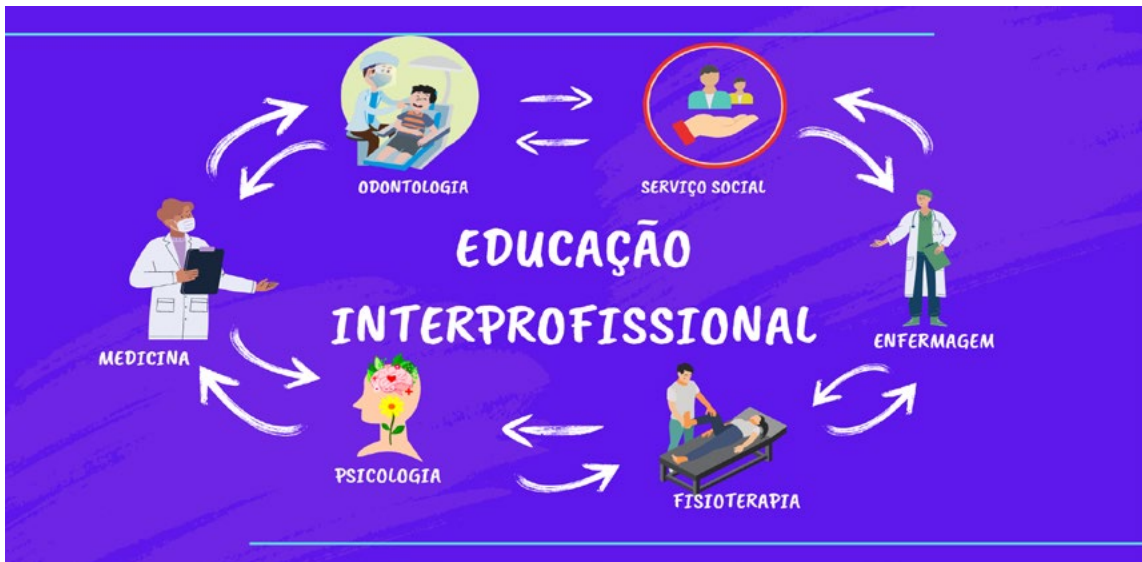 ODONTOLOGIA
SERVIÇO SOCIAL
EDUCAÇÃO
INTERPROFISSIONAL
MEDICINA
ENFERMAGEM
PSICOLOGIA
FISIOTERAPIA